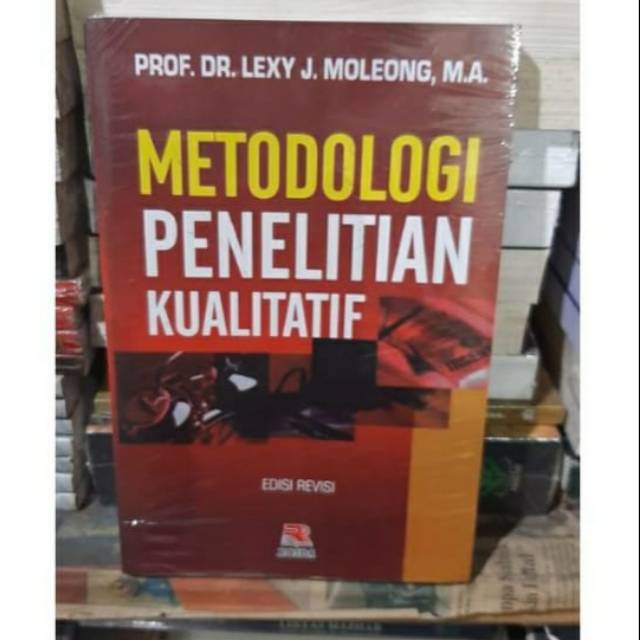 PROF. DR. LEXY J. MOLEONG, M.A.
METODOLOGI
PENELITIAN
KUALITATIF
EDISI REVISI